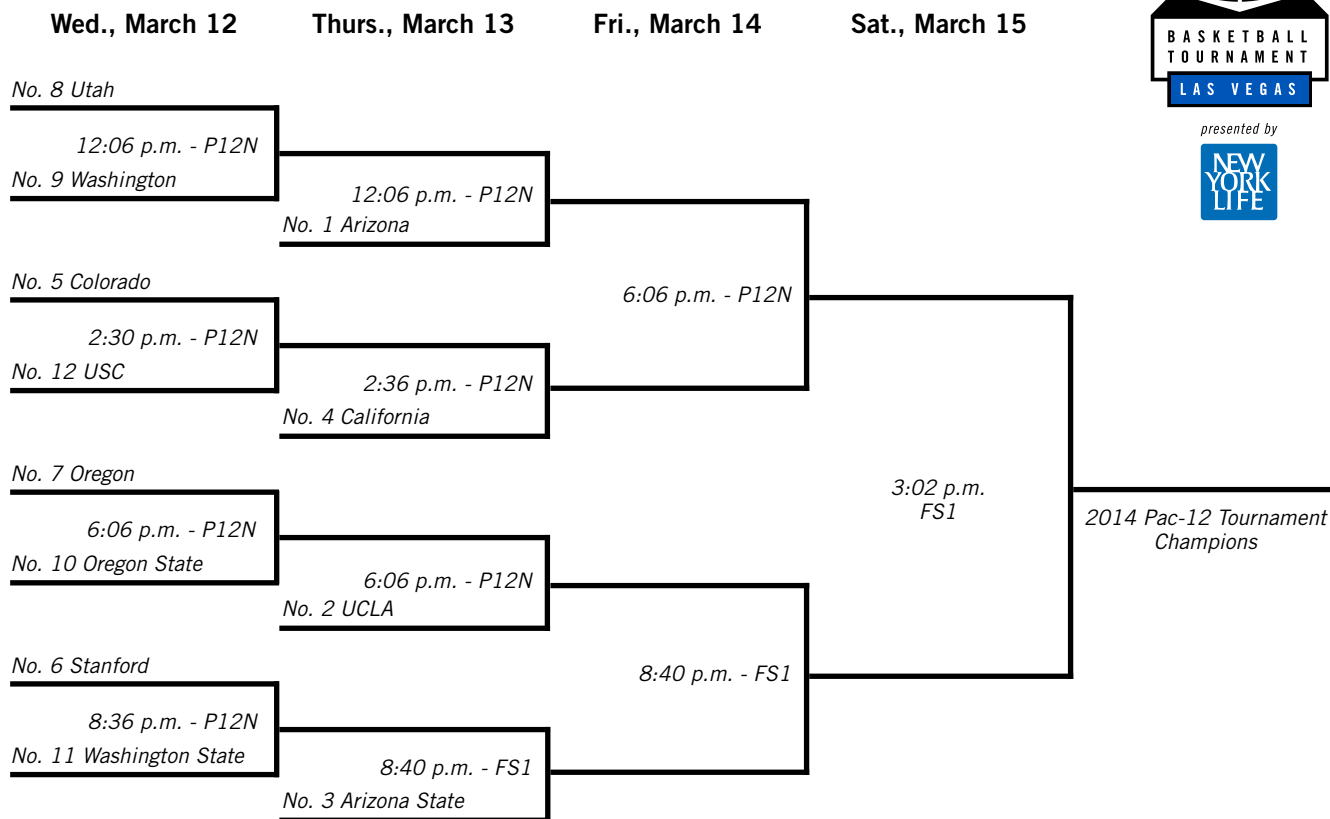 Wed., March 12 Thurs., March 13 Fri., March 14 Sat., March 15
BASKETBALL
TOURNAMENT
LAS VEGAS
presented by
NEW
YORK
LIFE
No. 8 Utah
12:06 p.m. - P12N
No. 9 Washington
12:06 p.m. - P12N
No. 1 Arizona
No. 5 Colorado
2:30 p.m. - P12N
No. 12 USC
2:36 p.m. - P12N
No. 4 California
6:06 p.m. - P12N
No. 7 Oregon
6:06 p.m. - P12N
No. 10 Oregon State
6:06 p.m. - P12N
No. 2 UCLA
No. 6 Stanford
8:36 p.m. - P12N
No. 11 Washington State
8:40 p.m. - FS1
No. 3 Arizona State
8:40 p.m. - FS1
3:02 p.m.
FS1
2014 Pac-12 Tournament
Champions